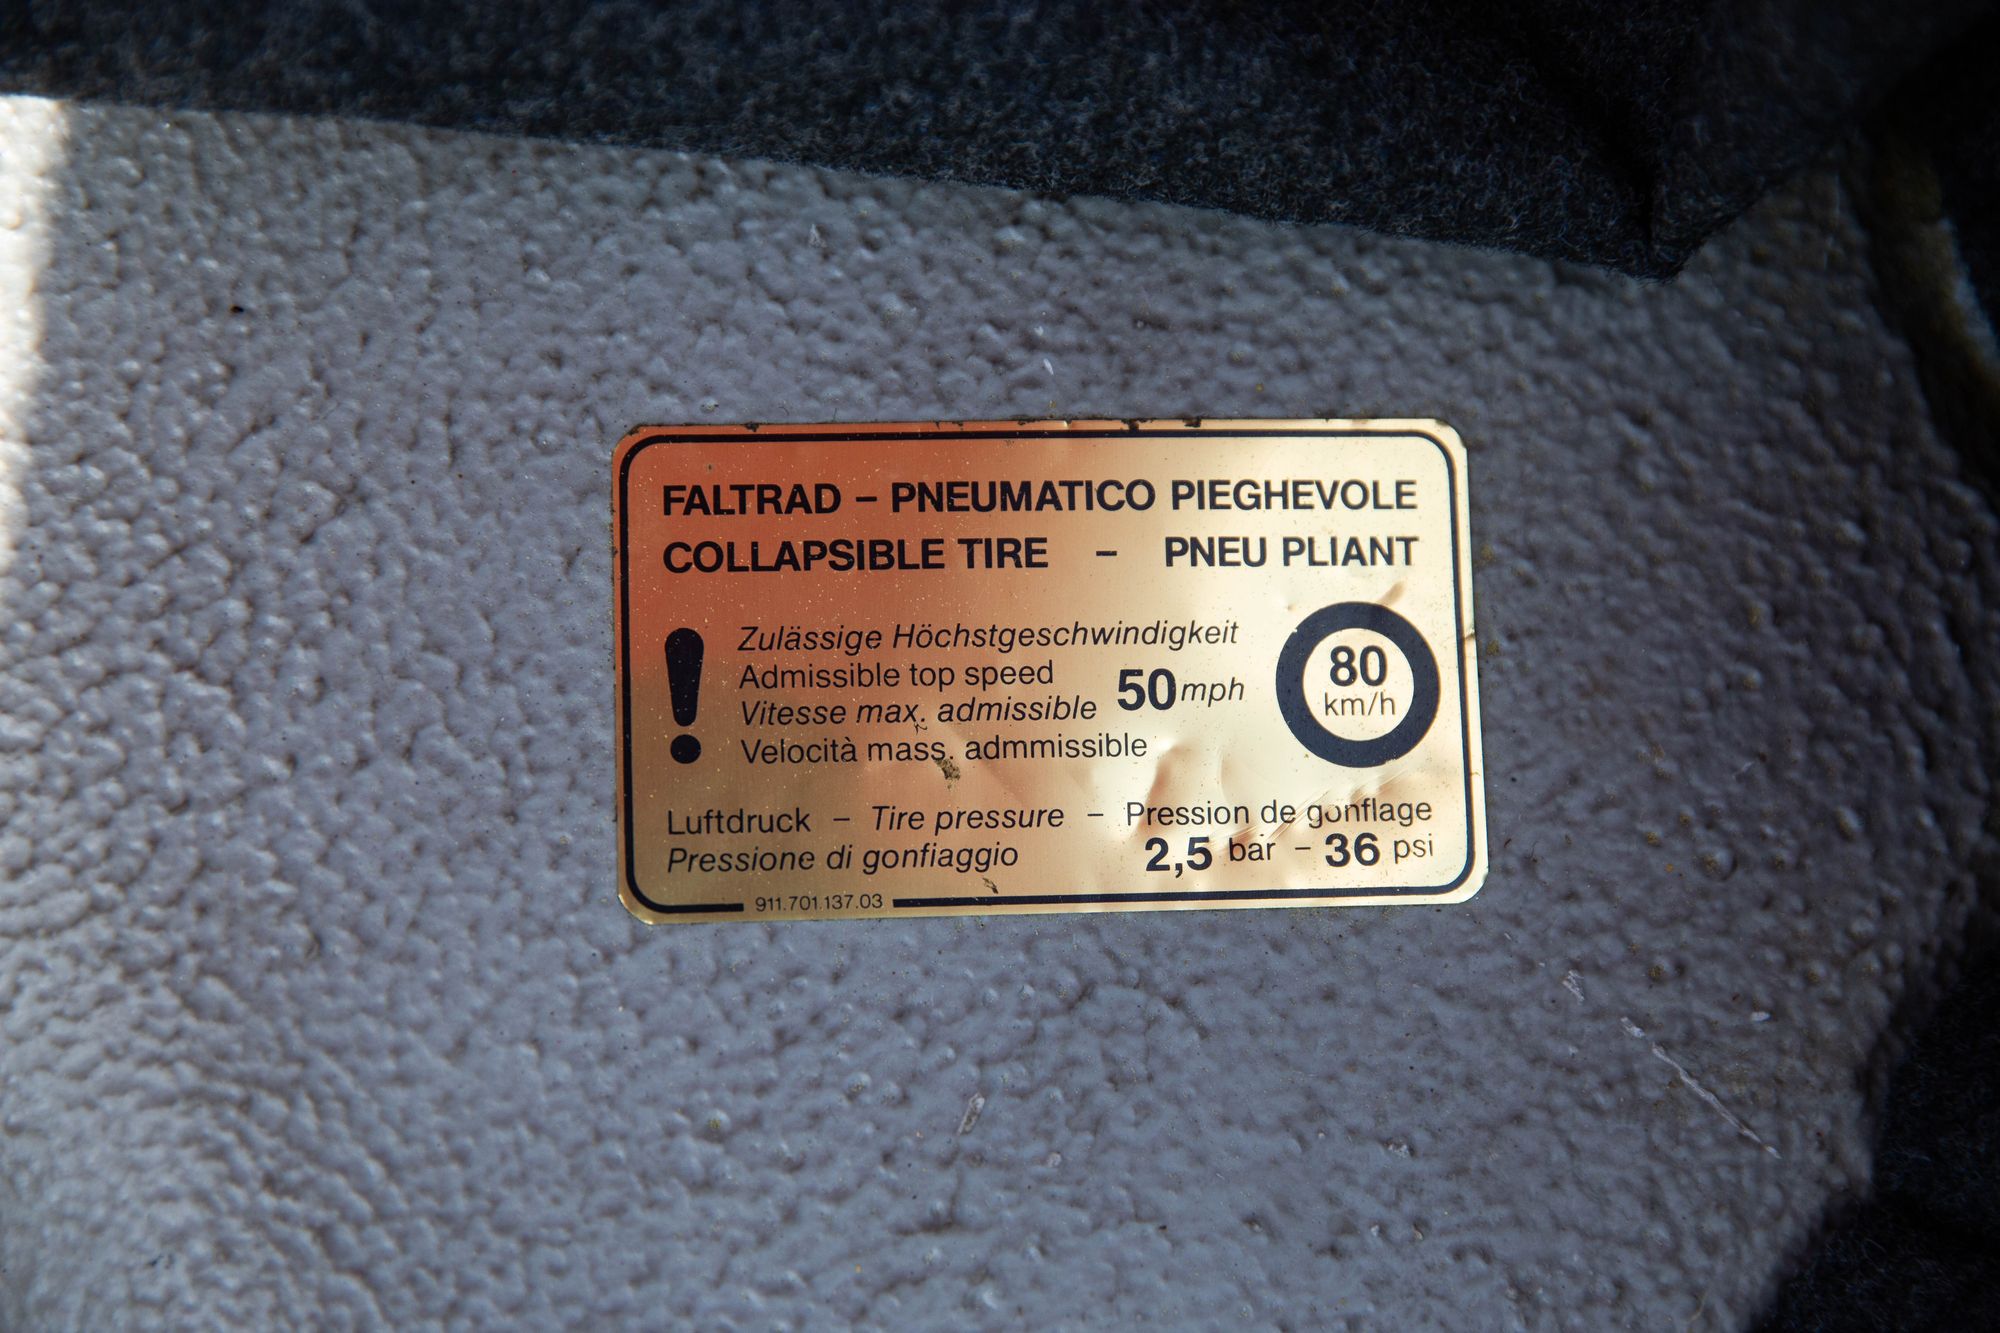 FALTRAD – PNEUMATICO PIEGHEVOLE
COLLAPSIBLE TIRE – PNEU PLIANT
Zulässige Höchstgeschwindigkeit
Admissible top speed
Vitesse max. admissible
Velocità mass. admmissible
50 mph
80
km/h
Luftdruck – Tire pressure – Pression de gonflage
Pressione di gonfiaggio 2,5 bar – 36 psi
911.701.137.03